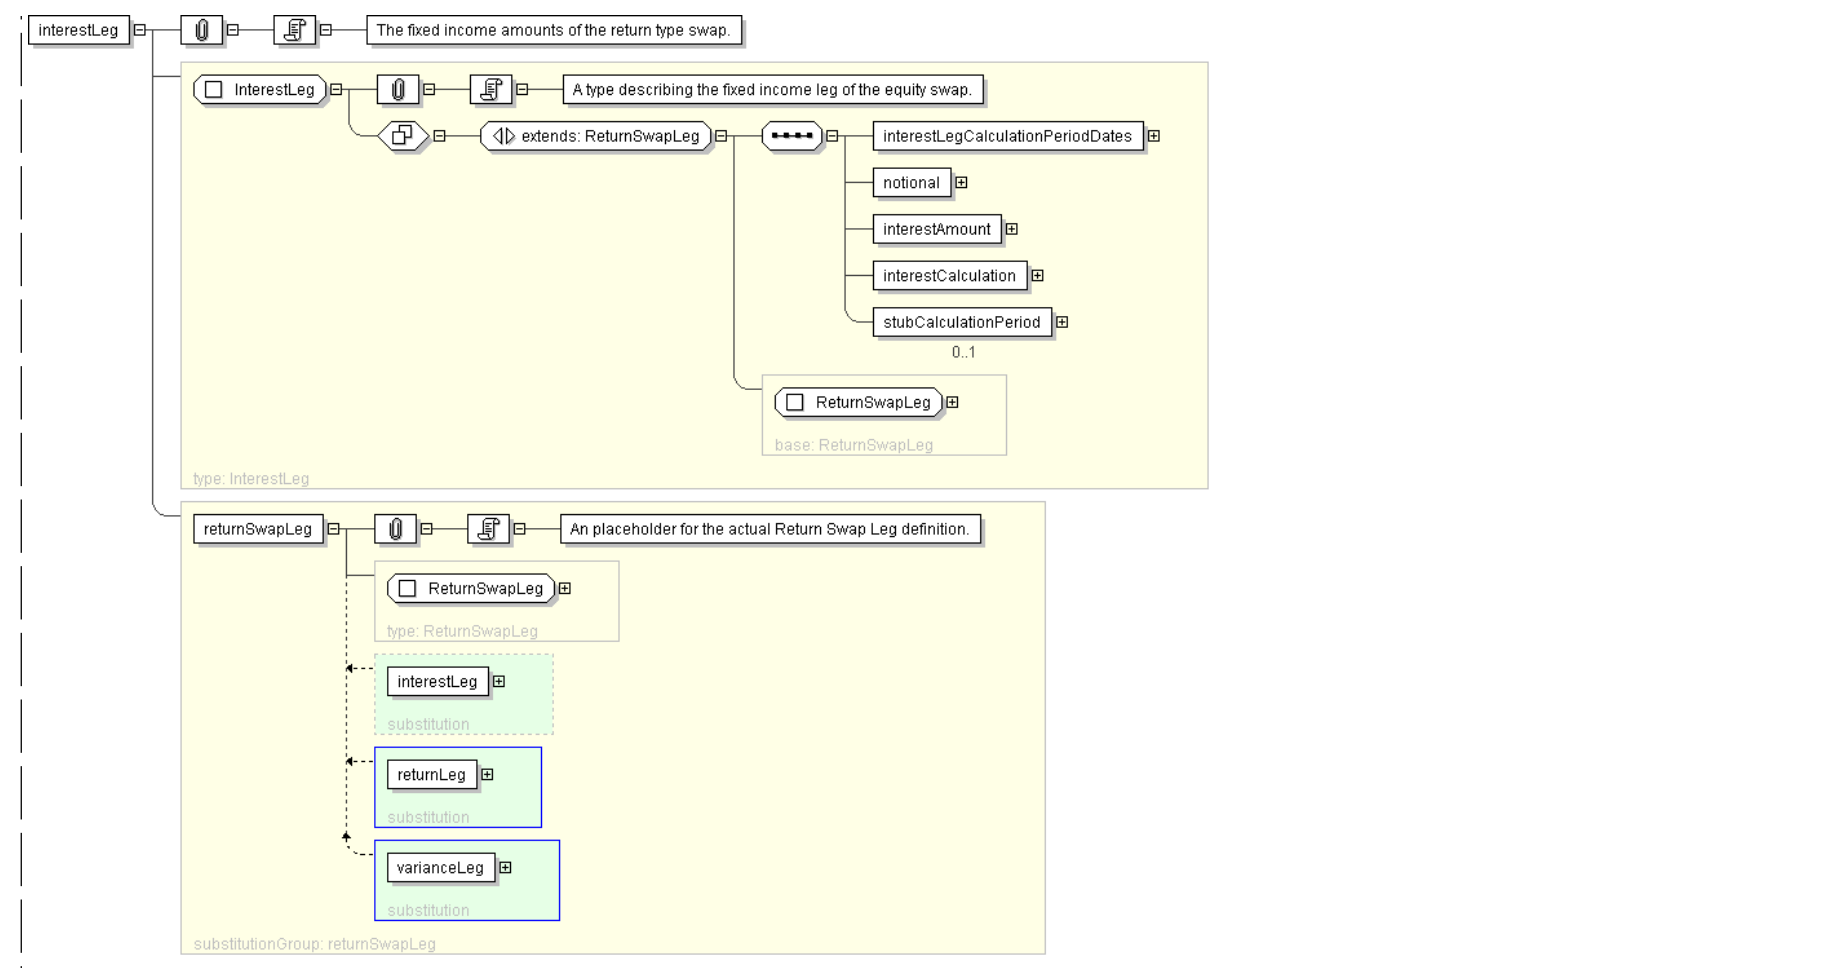 interestLeg
The fixed income amounts of the return type swap.
InterestLeg
A type describing the fixed income leg of the equity swap.
extends: ReturnSwapLeg
interestLegCalculationPeriodDates
notional
interestAmount
interestCalculation
stubCalculationPeriod
0..1
ReturnSwapLeg
base: ReturnSwapLeg
type: InterestLeg
returnSwapLeg
An placeholder for the actual Return Swap Leg definition.
ReturnSwapLeg
type: ReturnSwapLeg
interestLeg
substitution
returnLeg
substitution
varianceLeg
substitution
substitutionGroup: returnSwapLeg